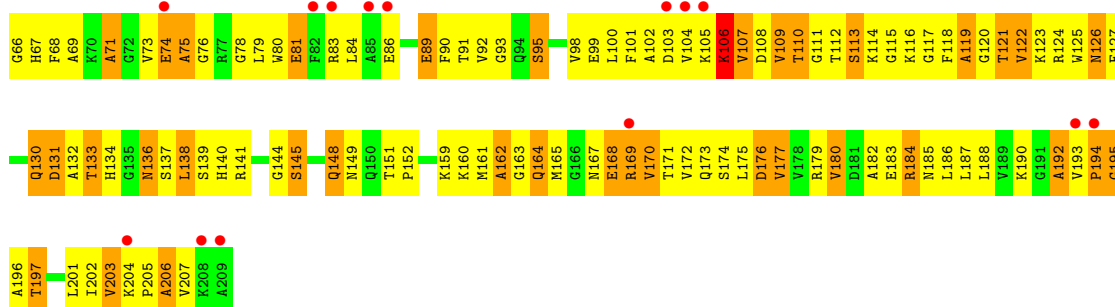 G66 H67 F68 A69 K70 A71 G72 V73 E74 A75 G76 R77 G78 L79 W80 E81 F82 R83 L84 A85 E86 E89 F90 T91 V92 G93 Q94 S95 V98 E99 L100 F101 A102 D103 V104 K105 K106 V107 D108 V109 T110 G111 T112 S113 K114 G115 K116 G117 F118 A119 G120 T121 V122 K123 R124 W125 N126
Q130 D131 A132 T133 H134 G135 N136 S137 L138 S139 H140 R141 G144 S145 Q148 N149 Q150 T151 P152 K159 K160 M161 A162 G163 Q164 M165 G166 N167 E168 R169 V170 T171 V172 Q173 S174 L175 D176 V177 V178 R179 V180 D181 A182 E183 R184 N185 L186 L187 L188 V189 K190 G191 A192 V193 P194
A196 T197 L201 I202 V203 K204 P205 A206 V207 K208 A209